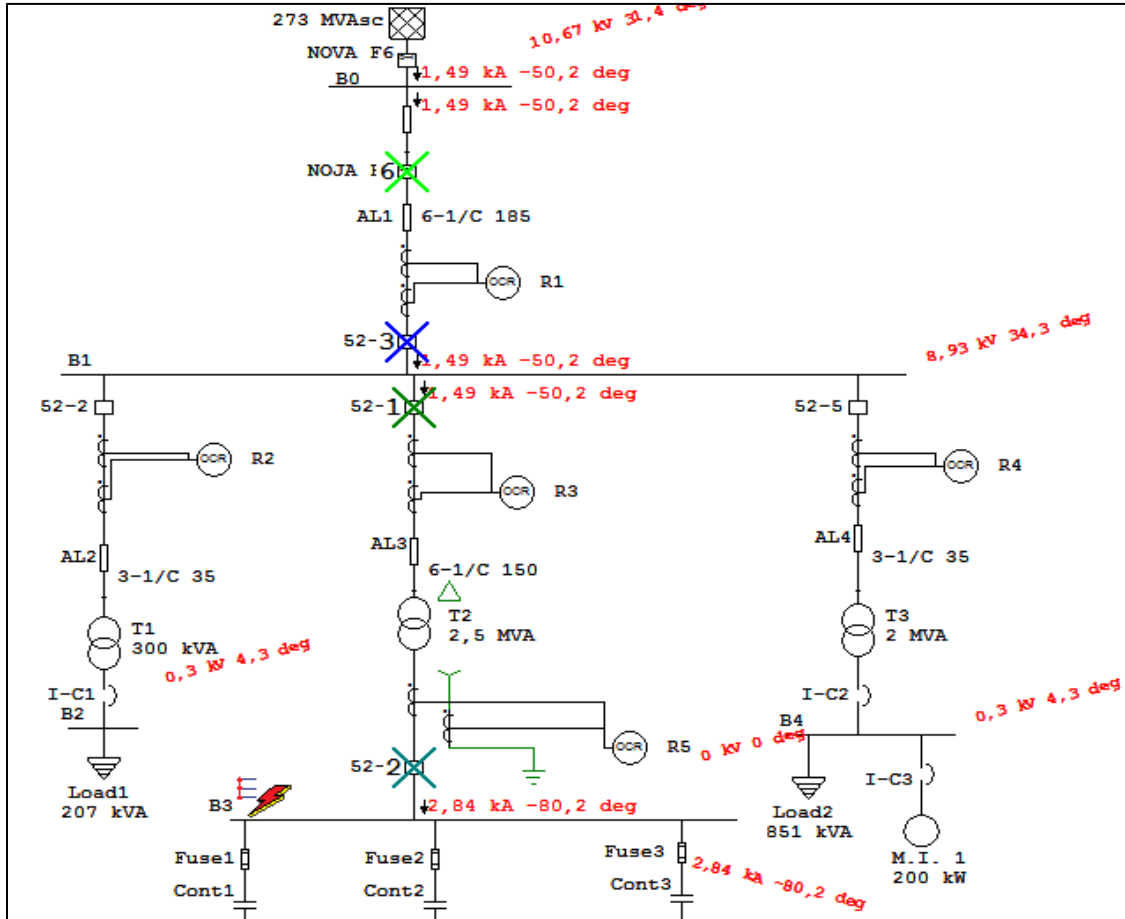 273 MVAsc
10,67 kV 31,4 deg
NOVA F6
1,49 kA -50,2 deg
B0
1,49 kA -50,2 deg
NOJA F6
AL1
6-1/C 185
OCR
R1
52-3
1,49 kA -50,2 deg
8,93 kV 34,3 deg
B1
1,49 kA -50,2 deg
52-2
52-1
52-5
OCR
R2
OCR
R3
OCR
R4
AL2
3-1/C 35
AL3
6-1/C 150
AL4
3-1/C 35
T1
300 kVA
T2
2,5 MVA
T3
2 MVA
0,3 kV 4,3 deg
I-C1
B2
I-C2
0,3 kV 4,3 deg
B4
OCR
R5
0 kV 0 deg
52-2
I-C3
Load1
207 kVA
B3
2,84 kA -80,2 deg
Load2
851 kVA
M.I. 1
200 kW
Fuse1
Fuse2
Fuse3
2,84 kA -80,2 deg
Cont1
Cont2
Cont3